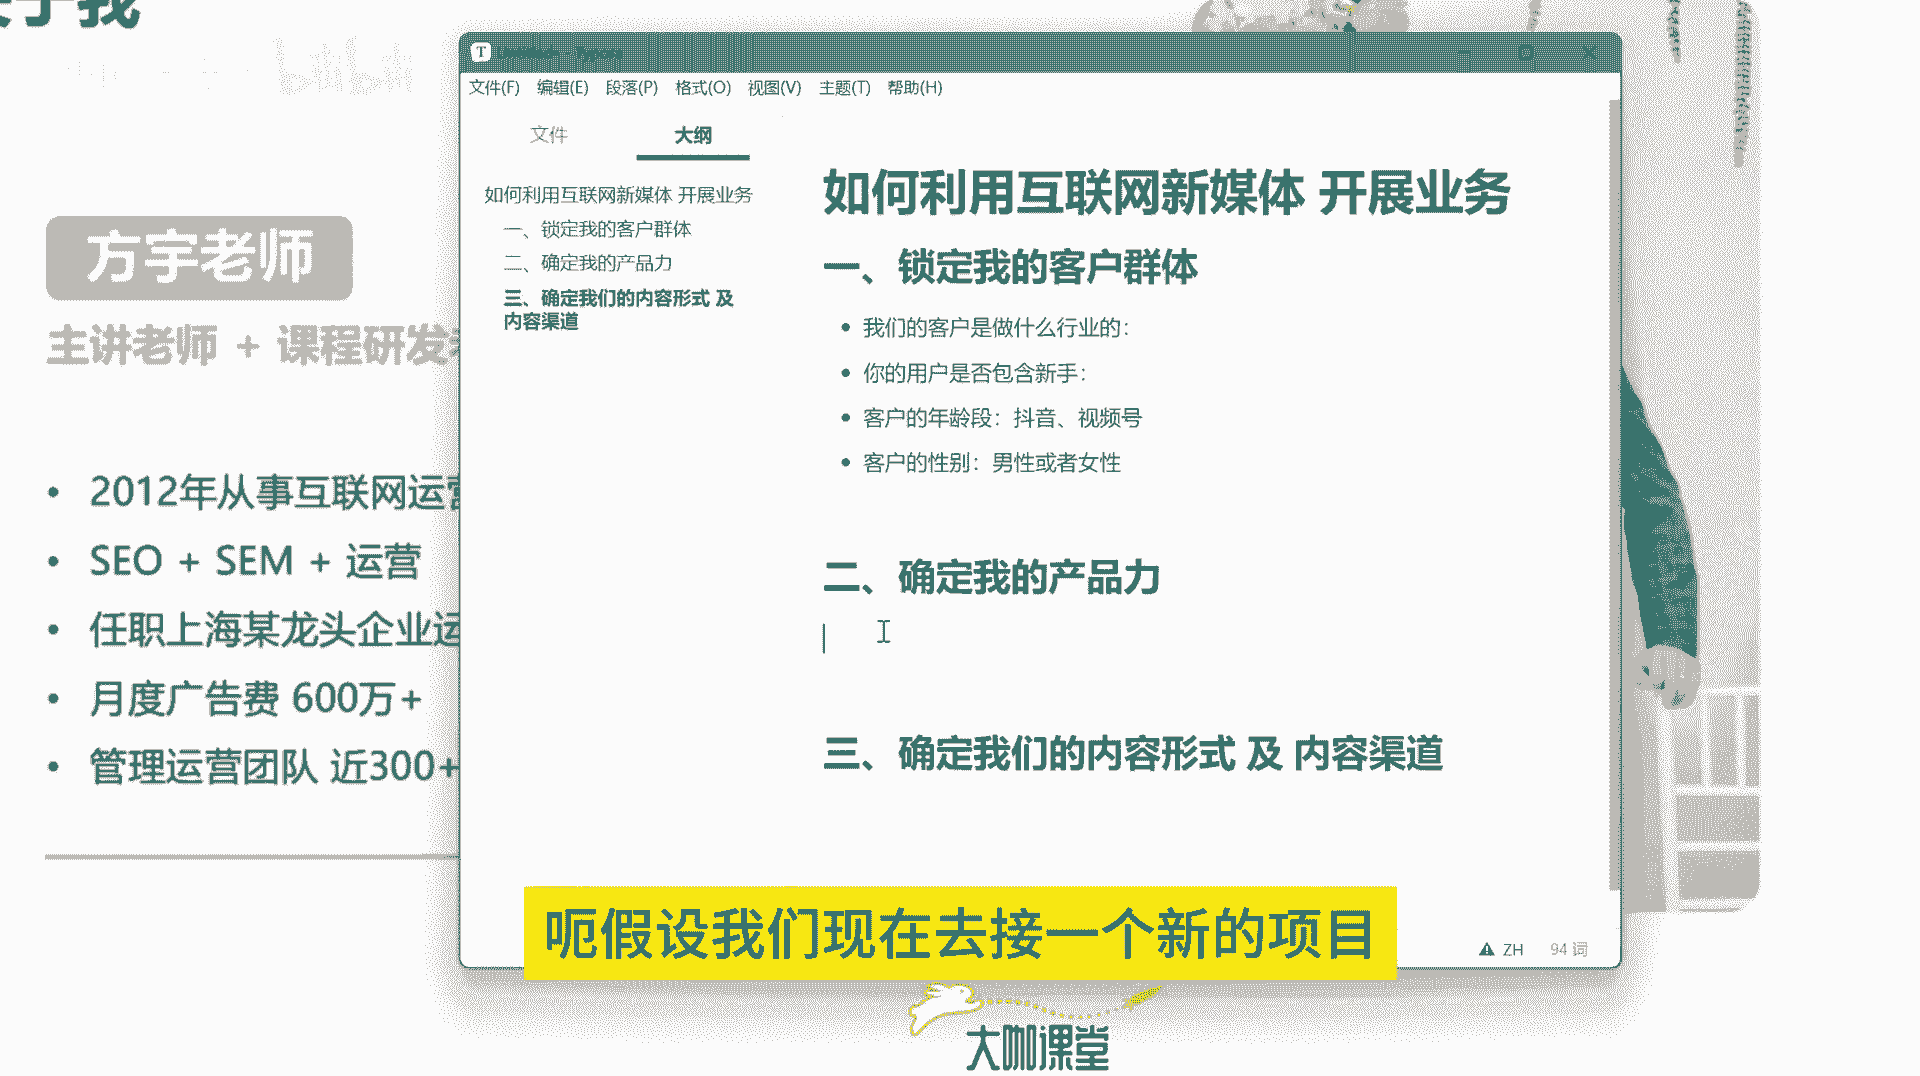 bilibili
方宇老师
主讲老师 + 课程研发
• 2012年从事互联网运营
• SEO + SEM + 运营
• 任职上海某龙头企业运
• 月度广告费 600万+
• 管理运营团队 近300+
文件(F) 编辑(E) 段落(P) 格式(O) 视图(V) 主题(T) 帮助(H)
文件 大纲
如何利用互联网新媒体 开展业务
一、锁定我的客户群体
二、确定我的产品力
三、确定我们的内容形式 及
内容渠道
如何利用互联网新媒体 开展业务
一、锁定我的客户群体
• 我们的客户是做什么行业的：
• 你的用户是否包含新手：
• 客户的年龄段：抖音、视频号
• 客户的性别：男性或者女性
二、确定我的产品力
三、确定我们的内容形式 及 内容渠道
ZH 94 词
呃假设我们现在去接一个新的项目
大咖课堂